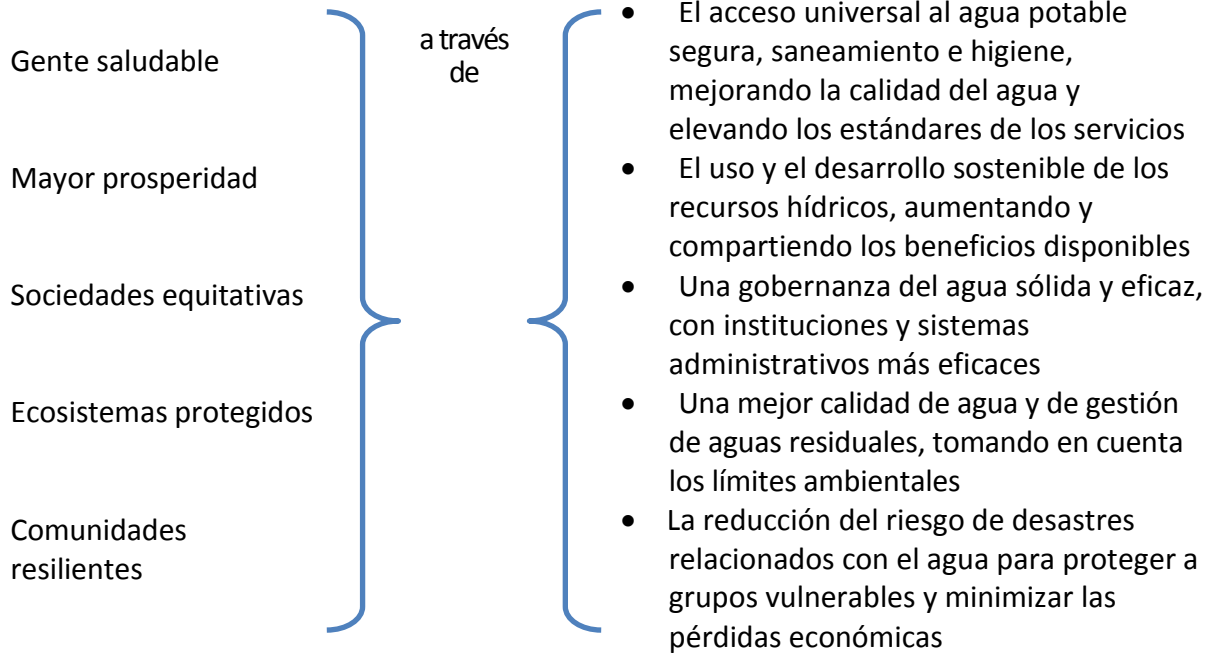 Gente saludable
Mayor prosperidad
Sociedades equitativas
Ecosistemas protegidos
Comunidades
resilientes
a través
de
• El acceso universal al agua potable
segura, saneamiento e higiene,
mejorando la calidad del agua y
elevando los estándares de los servicios
• El uso y el desarrollo sostenible de los
recursos hídricos, aumentando y
compartiendo los beneficios disponibles
• Una gobernanza del agua sólida y eficaz,
con instituciones y sistemas
administrativos más eficaces
• Una mejor calidad de agua y de gestión
de aguas residuales, tomando en cuenta
los límites ambientales
• La reducción del riesgo de desastres
relacionados con el agua para proteger a
grupos vulnerables y minimizar las
pérdidas económicas